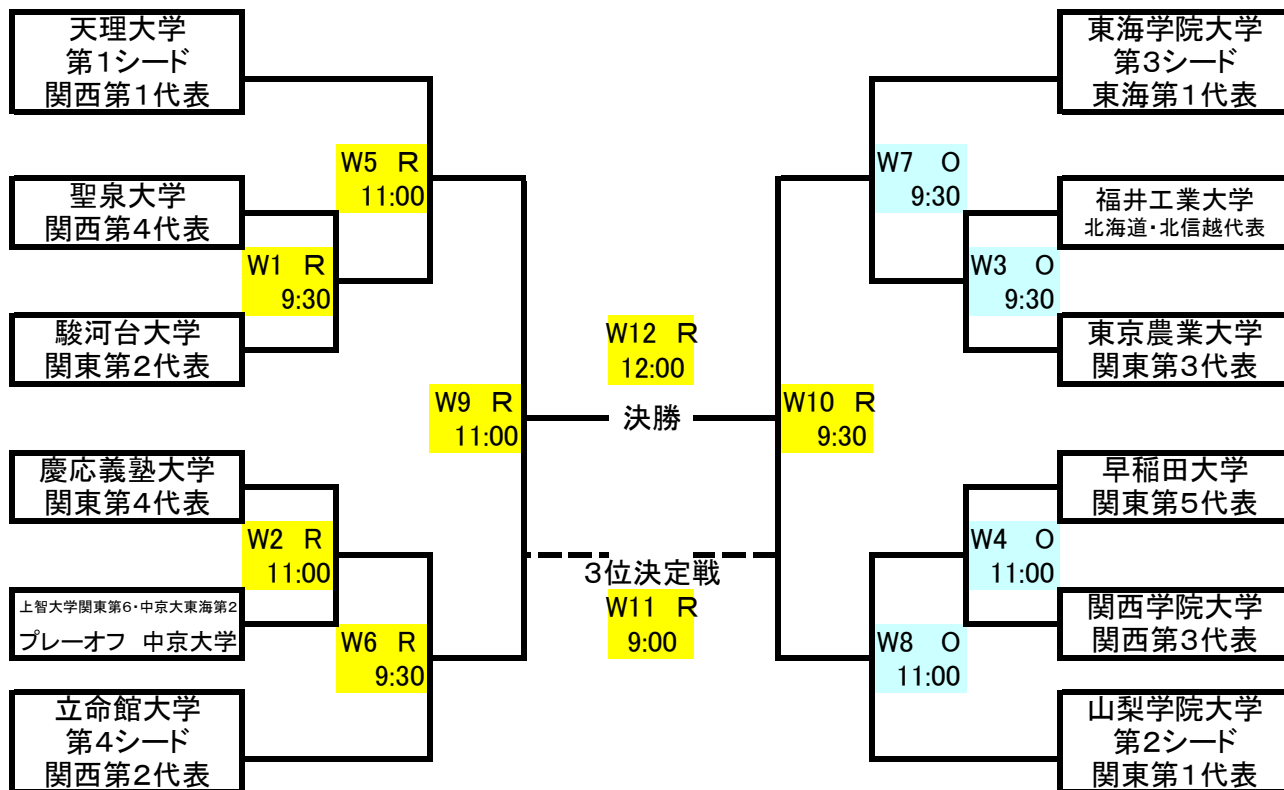 天理大学
第1シード
関西第1代表
W5 R
11:00
聖泉大学
関西第4代表
W1 R
9:30
駿河台大学
関東第2代表
W9 R
11:00
慶応義塾大学
関東第4代表
W2 R
11:00
上智大学関東第6・中京大東海第2
プレーオフ 中京大学
W6 R
9:30
立命館大学
第4シード
関西第2代表
W12 R
12:00
決勝
3位決定戦
W11 R
9:00
東海学院大学
第3シード
東海第1代表
W7 O
9:30
福井工業大学
北海道・北信越代表
W3 O
9:30
東京農業大学
関東第3代表
W10 R
9:30
早稲田大学
関東第5代表
W4 O
11:00
関西学院大学
関西第3代表
W8 O
11:00
山梨学院大学
第2シード
関東第1代表